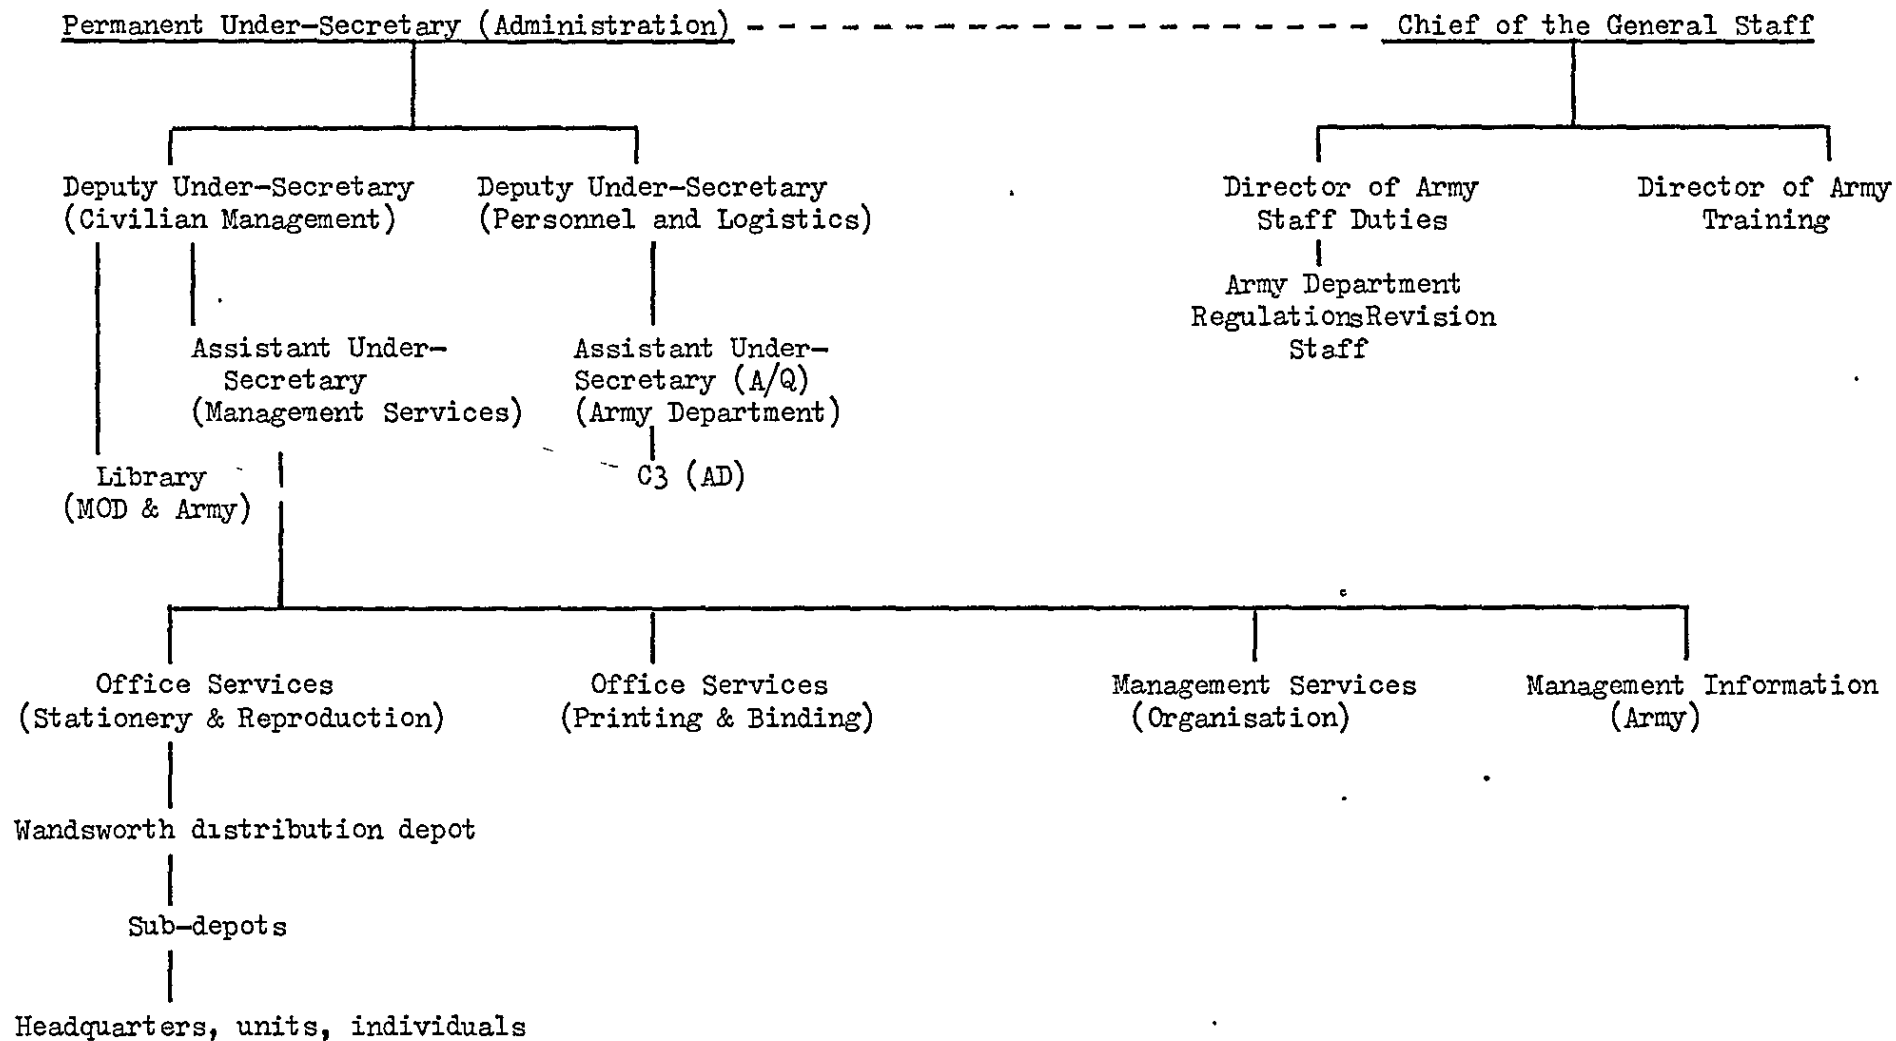 Permanent Under-Secretary (Administration)
Chief of the General Staff
Deputy Under-Secretary
(Civilian Management)
Deputy Under-Secretary
(Personnel and Logistics)
Director of Army
Staff Duties
Director of Army
Training
Army Department
RegulationsRevision
Staff
Assistant Under-
Secretary
(Management Services)
Assistant Under-
Secretary (A/Q)
(Army Department)
Library
(MOD & Army)
C3 (AD)
Office Services
(Stationery & Reproduction)
Office Services
(Printing & Binding)
Management Services
(Organisation)
Management Information
(Army)
Wandsworth distribution depot
Sub-depots
Headquarters, units, individuals